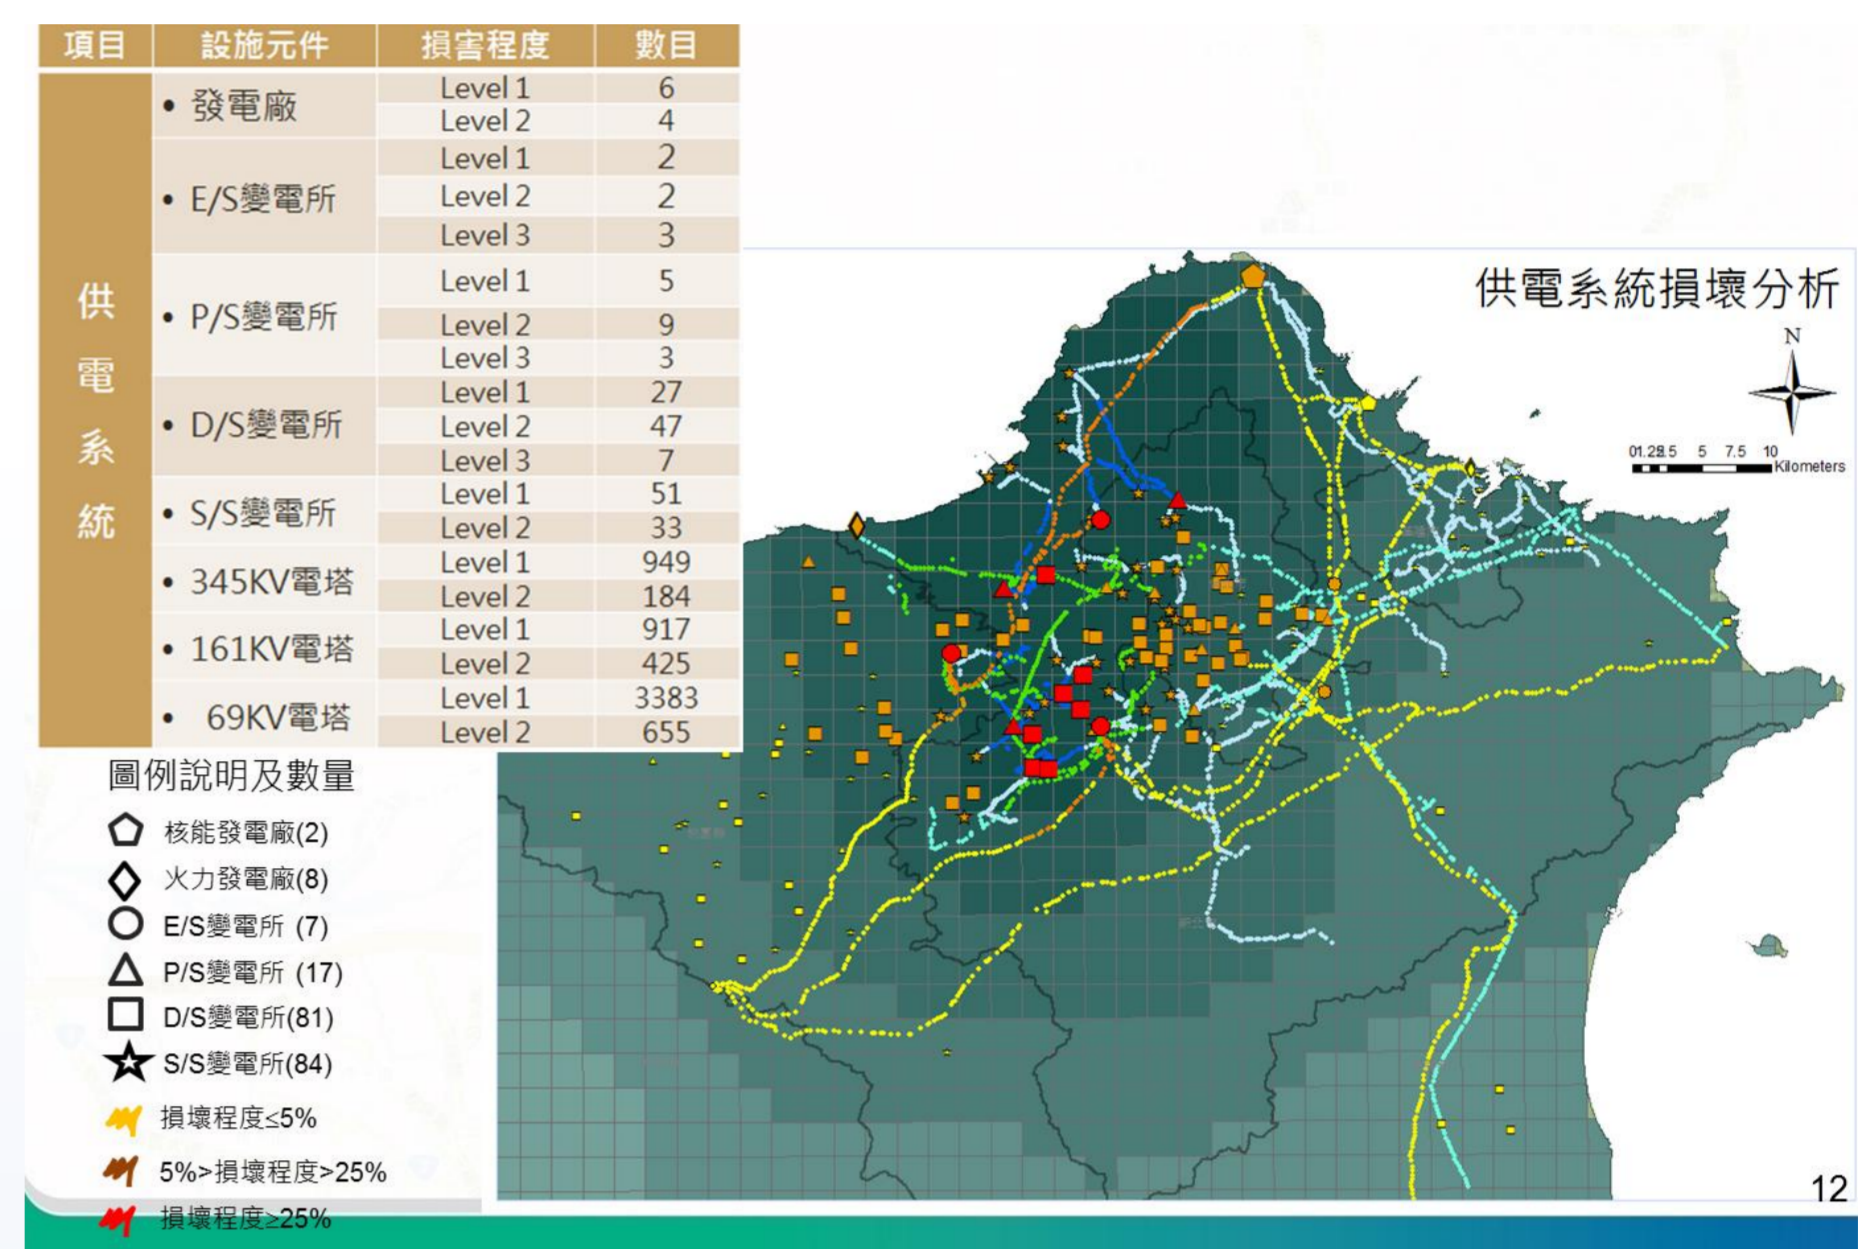 項目 設施元件 損害程度 數目
供電系統
• 發電廠 Level 1 6
Level 2 4
• E/S變電所 Level 1 2
Level 2 2
Level 3 3
• P/S變電所 Level 1 5
Level 2 9
Level 3 3
• D/S變電所 Level 1 27
Level 2 47
Level 3 7
• S/S變電所 Level 1 51
Level 2 33
• 345KV電塔 Level 1 949
Level 2 184
• 161KV電塔 Level 1 917
Level 2 425
• 69KV電塔 Level 1 3383
Level 2 655
供電系統損壞分析
N
5 7.5 10
Kilometers
圖例說明及數量
核能發電廠(2)
火力發電廠(8)
E/S變電所 (7)
P/S變電所 (17)
D/S變電所(81)
S/S變電所(84)
損壞程度≤5%
5%>損壞程度>25%
損壞程度≥25%
12